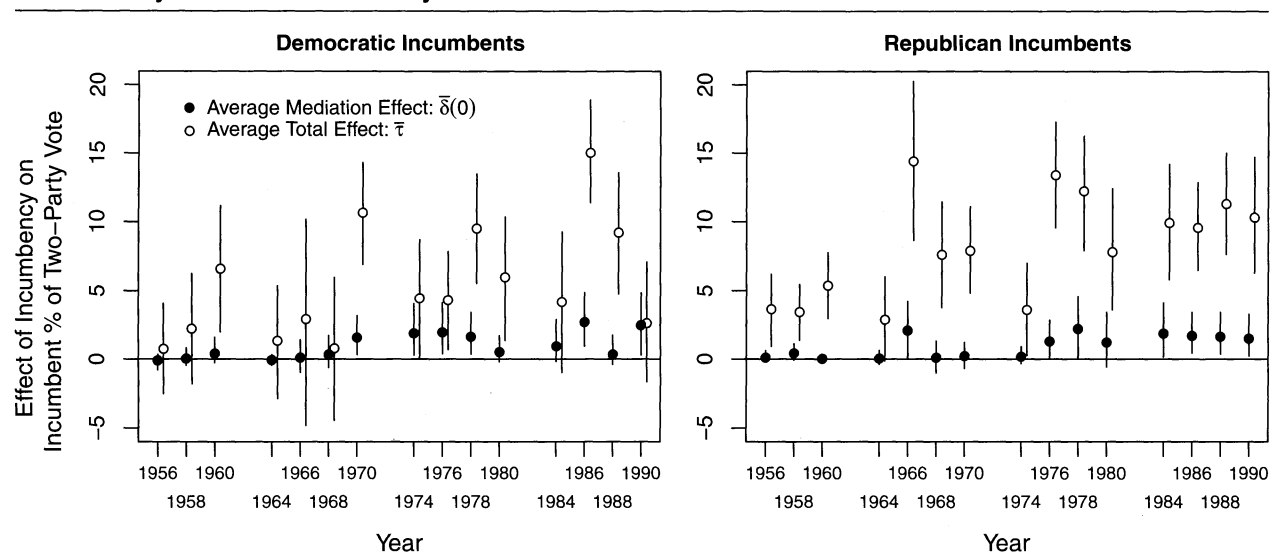 Democratic Incumbents
Effect of Incumbency on
Incumbent % of Two−Party Vote
20
15
10
5
0
−5
Average Mediation Effect: δ̅(0)
Average Total Effect: τ̅
1956 1960 1966 1970 1976 1980 1986 1990
1958 1964 1968 1974 1978 1984 1988
Year
Republican Incumbents
20
15
10
5
0
−5
1956 1960 1966 1970 1976 1980 1986 1990
1958 1964 1968 1974 1978 1984 1988
Year